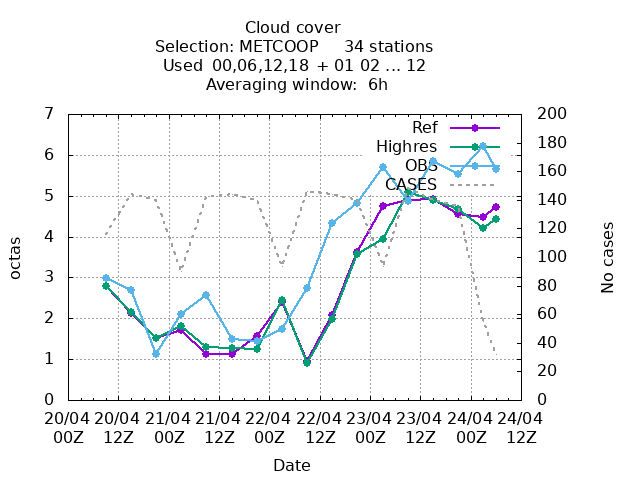 Cloud cover
Selection: METCOOP 34 stations
Used 00,06,12,18 + 01 02 ... 12
Averaging window: 6h
7 200
180
6 160
5 140
4 120
100
3 80
2 60
40
1 20
0 0
Ref
Highres
OBS
CASES
octas
No cases
20/04 20/04 21/04 21/04 22/04 22/04 23/04 23/04 24/04 24/04
00Z 12Z 00Z 12Z 00Z 12Z 00Z 12Z 00Z 12Z
Date